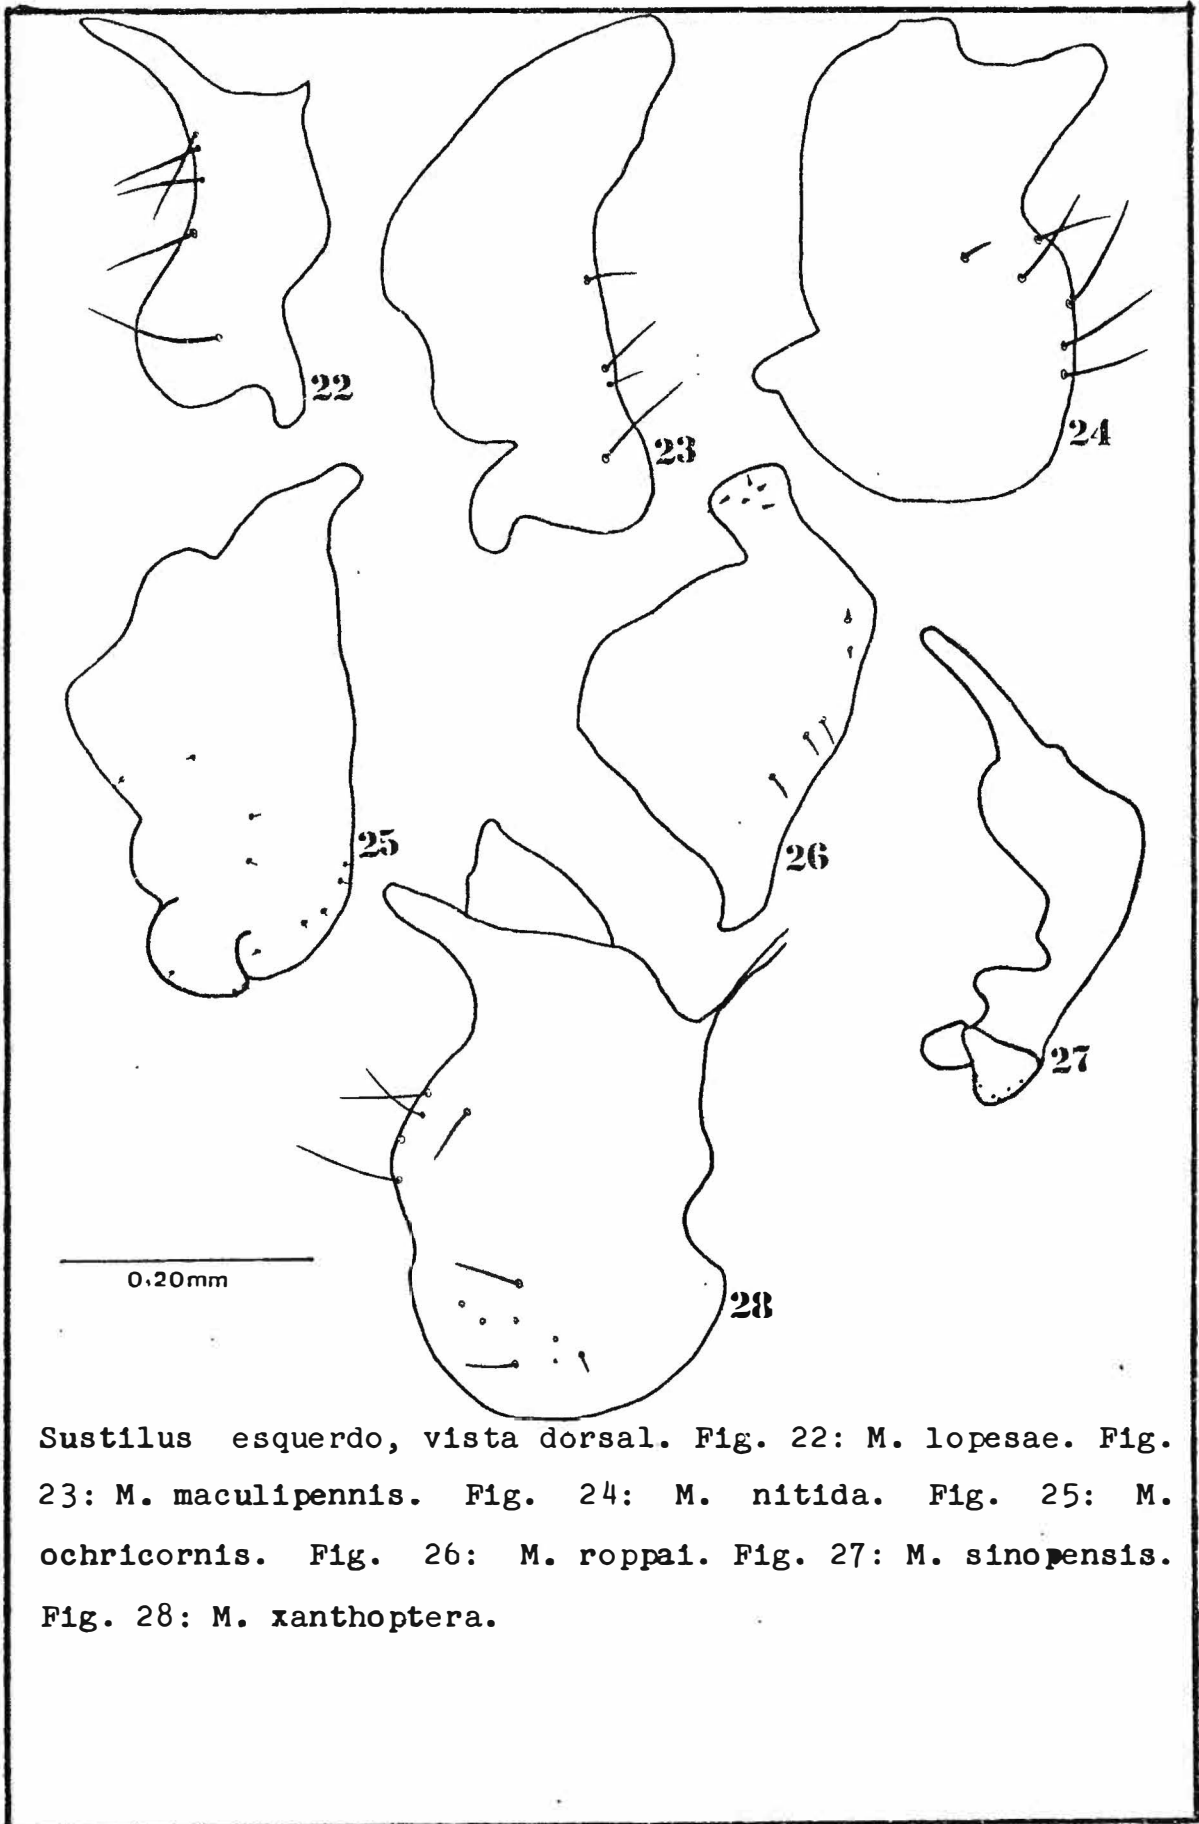 22
23
24
25
26
27
28
0,20mm
Sustilus esquerdo, vista dorsal. Fig. 22: M. lopesae. Fig.
23: M. maculipennis. Fig. 24: M. nitida. Fig. 25: M.
ochricornis. Fig. 26: M. roppai. Fig. 27: M. sinopensis.
Fig. 28: M. xanthoptera.